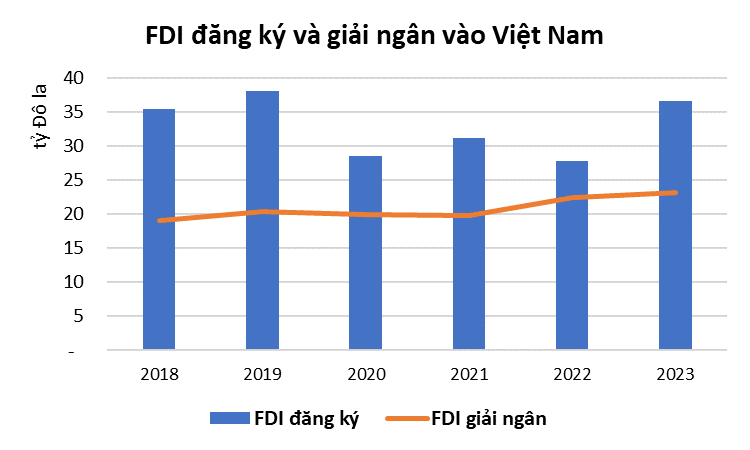 FDI đăng ký và giải ngân vào Việt Nam
tỷ Đô la
40
35
30
25
20
15
10
5
-
2018 2019 2020 2021 2022 2023
FDI đăng ký FDI giải ngân